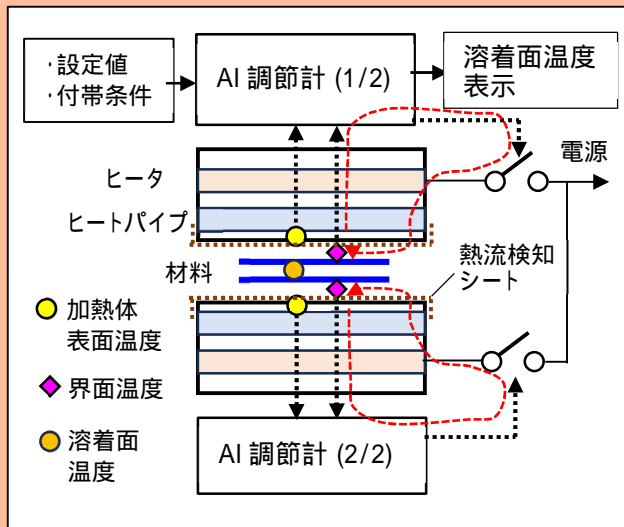 ・設定値
・付帯条件
AI 調節計 (1/2)
溶着面温度
表示
電源
ヒータ
ヒートパイプ
材料
熱流検知
シート
加熱体
表面温度
界面温度
溶着面
温度
AI 調節計 (2/2)